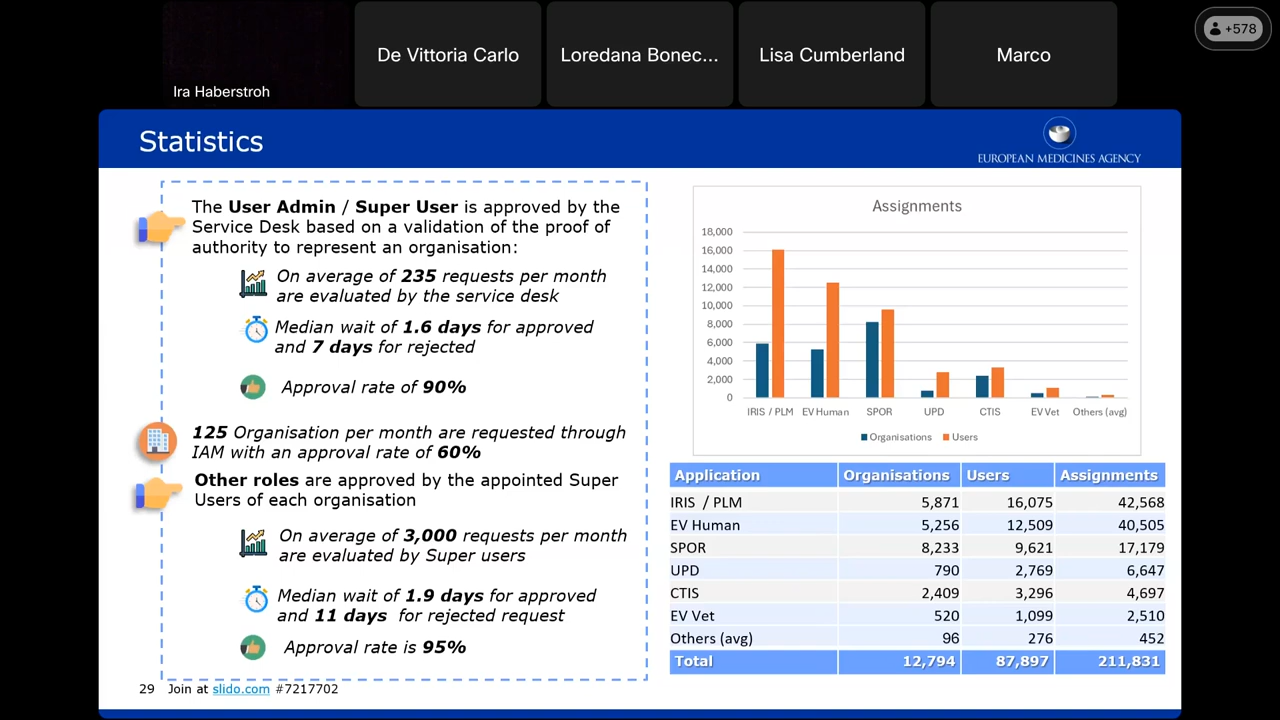 De Vittoria Carlo
Loredana Bonec...
Lisa Cumberland
Marco
+578
Ira Haberstroh
Statistics
EUROPEAN MEDICINES AGENCY
The User Admin / Super User is approved by the
Service Desk based on a validation of the proof of
authority to represent an organisation:
On average of 235 requests per month
are evaluated by the service desk
Median wait of 1.6 days for approved
and 7 days for rejected
Approval rate of 90%
125 Organisation per month are requested through
IAM with an approval rate of 60%
Other roles are approved by the appointed Super
Users of each organisation
On average of 3,000 requests per month
are evaluated by Super users
Median wait of 1.9 days for approved
and 11 days for rejected request
Approval rate is 95%
Assignments
18,000
16,000
14,000
12,000
10,000
8,000
6,000
4,000
2,000
0
IRIS / PLM EV Human SPOR UPD CTIS EV Vet Others (avg)
Organisations Users
Application Organisations Users Assignments
IRIS / PLM 5,871 16,075 42,568
EV Human 5,256 12,509 40,505
SPOR 8,233 9,621 17,179
UPD 790 2,769 6,647
CTIS 2,409 3,296 4,697
EV Vet 520 1,099 2,510
Others (avg) 96 276 452
Total 12,794 87,897 211,831
29 Join at slido.com #7217702